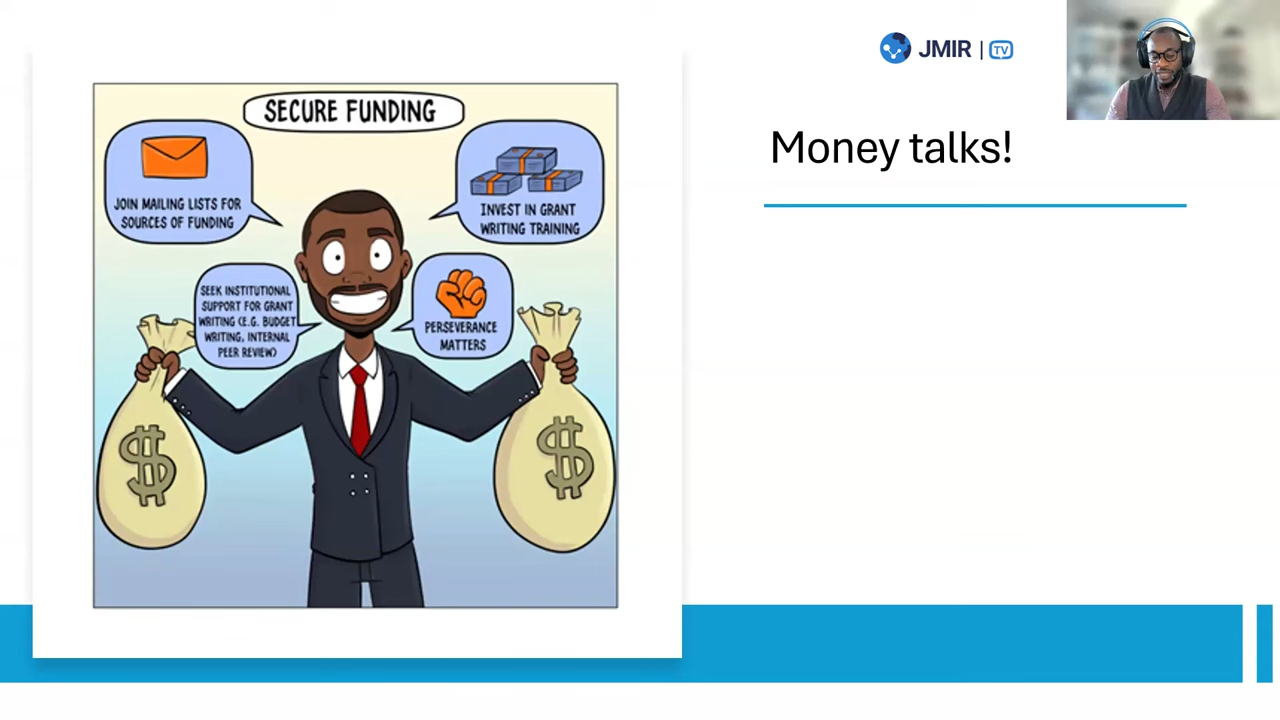 JMIR | TV
Money talks!
SECURE FUNDING
JOIN MAILING LISTS FOR
SOURCES OF FUNDING
INVEST IN GRANT
WRITING TRAINING
SEEK INSTITUTIONAL
SUPPORT FOR GRANT
WRITING (E.G. BUDGET
WRITING, INTERNAL
PEER REVIEW)
PERSEVERANCE
MATTERS
$
$